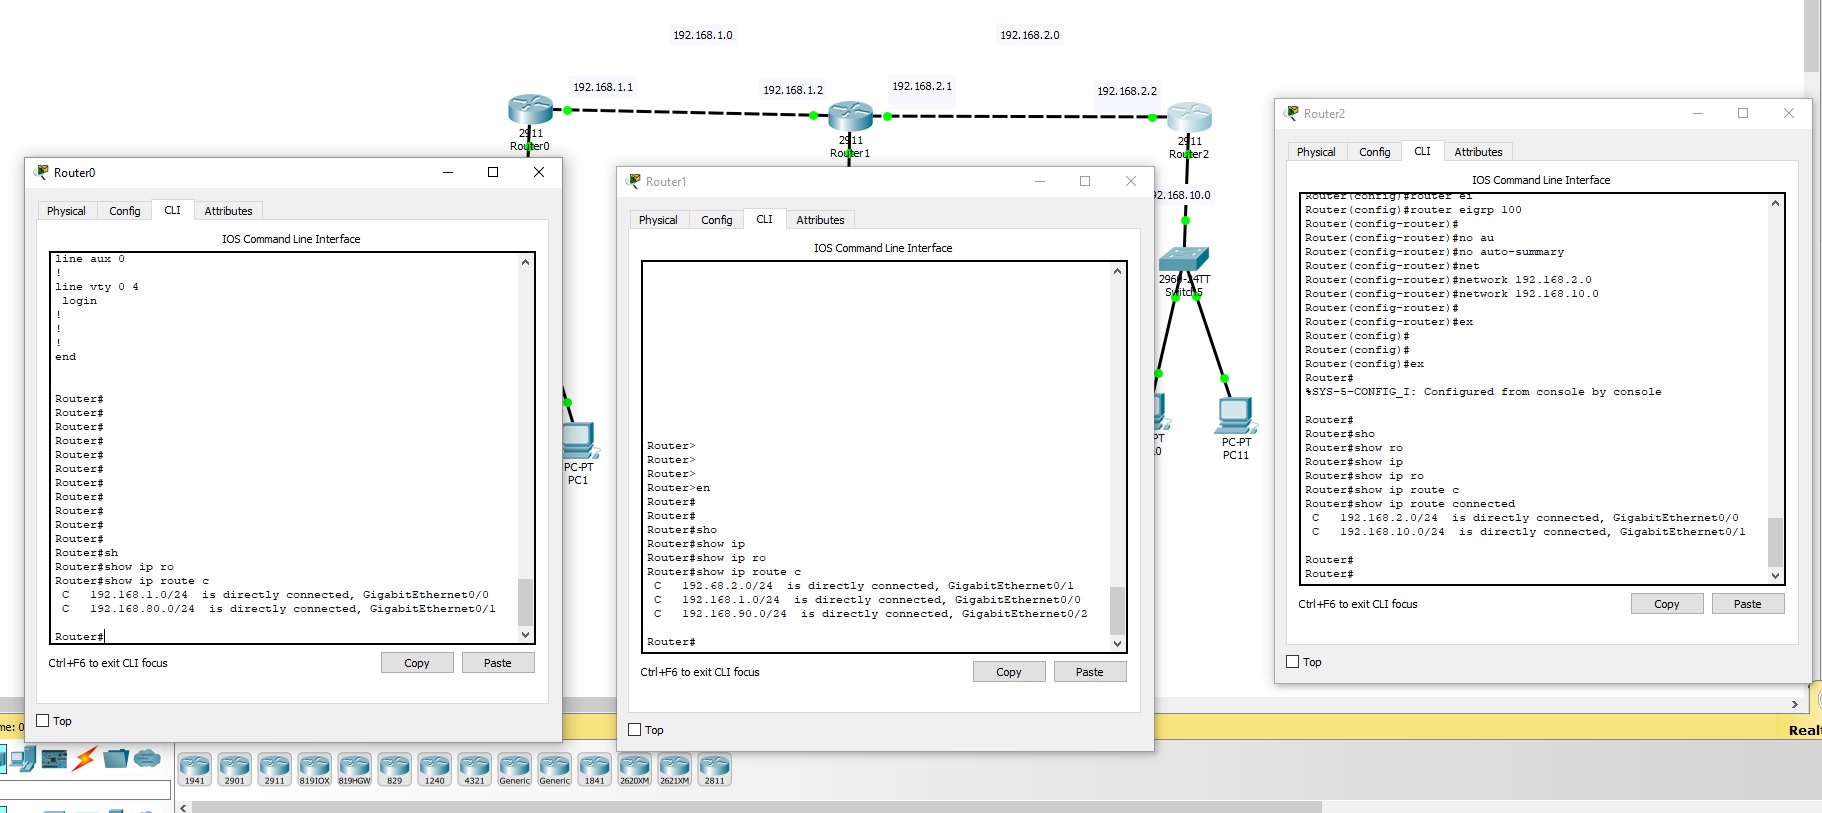 192.168.1.0
192.168.2.0
192.168.1.1
192.168.1.2
192.168.2.1
192.168.2.2
2911
Router0
2911
Router1
2911
Router2
92.168.10.0
2960-24TT
Switch5
PC-PT
PC1
PT
0
PC-PT
PC11
Router0
Physical
Config
CLI
Attributes
IOS Command Line Interface
line aux 0
!
line vty 0 4
login
!
!
!
end
Router#
Router#
Router#
Router#
Router#
Router#
Router#
Router#
Router#
Router#
Router#
Router#sh
Router#show ip ro
Router#show ip route c
C 192.168.1.0/24 is directly connected, GigabitEthernet0/0
C 192.168.80.0/24 is directly connected, GigabitEthernet0/1
Router#
Ctrl+F6 to exit CLI focus
Copy
Paste
Top
Router1
Physical
Config
CLI
Attributes
IOS Command Line Interface
Router>
Router>
Router>
Router>en
Router#
Router#
Router#sho
Router#show ip
Router#show ip ro
Router#show ip route c
C 192.68.2.0/24 is directly connected, GigabitEthernet0/1
C 192.168.1.0/24 is directly connected, GigabitEthernet0/0
C 192.168.90.0/24 is directly connected, GigabitEthernet0/2
Router#
Ctrl+F6 to exit CLI focus
Copy
Paste
Top
Router2
Physical
Config
CLI
Attributes
IOS Command Line Interface
Router(config)#router ei
Router(config)#router eigrp 100
Router(config-router)#
Router(config-router)#no au
Router(config-router)#no auto-summary
Router(config-router)#net
Router(config-router)#network 192.168.2.0
Router(config-router)#network 192.168.10.0
Router(config-router)#
Router(config-router)#ex
Router(config)#
Router(config)#
Router(config)#ex
Router#
%SYS-5-CONFIG_I: Configured from console by console
Router#
Router#sho
Router#show ro
Router#show ip
Router#show ip ro
Router#show ip route c
Router#show ip route connected
C 192.168.2.0/24 is directly connected, GigabitEthernet0/0
C 192.168.10.0/24 is directly connected, GigabitEthernet0/1
Router#
Router#
Ctrl+F6 to exit CLI focus
Copy
Paste
Top
me: 0
Realt
1941
2901
2911
819IOX
819HGW
829
1240
4321
Generic
Generic
1841
2620XM
2621XM
2811